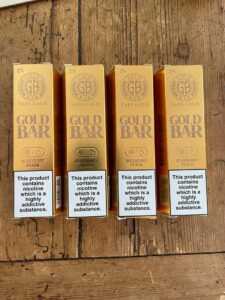 GB
GOLD
BAR
This product
contains
nicotine
which is a
highly
addictive
substance.
GB
GOLD
BAR
This product
contains
nicotine
which is a
highly
addictive
substance.
GB
GOLD
BAR
This product
contains
nicotine
which is a
highly
addictive
substance.
GB
GOLD
BAR
This product
contains
nicotine
which is a
highly
addictive
substance.